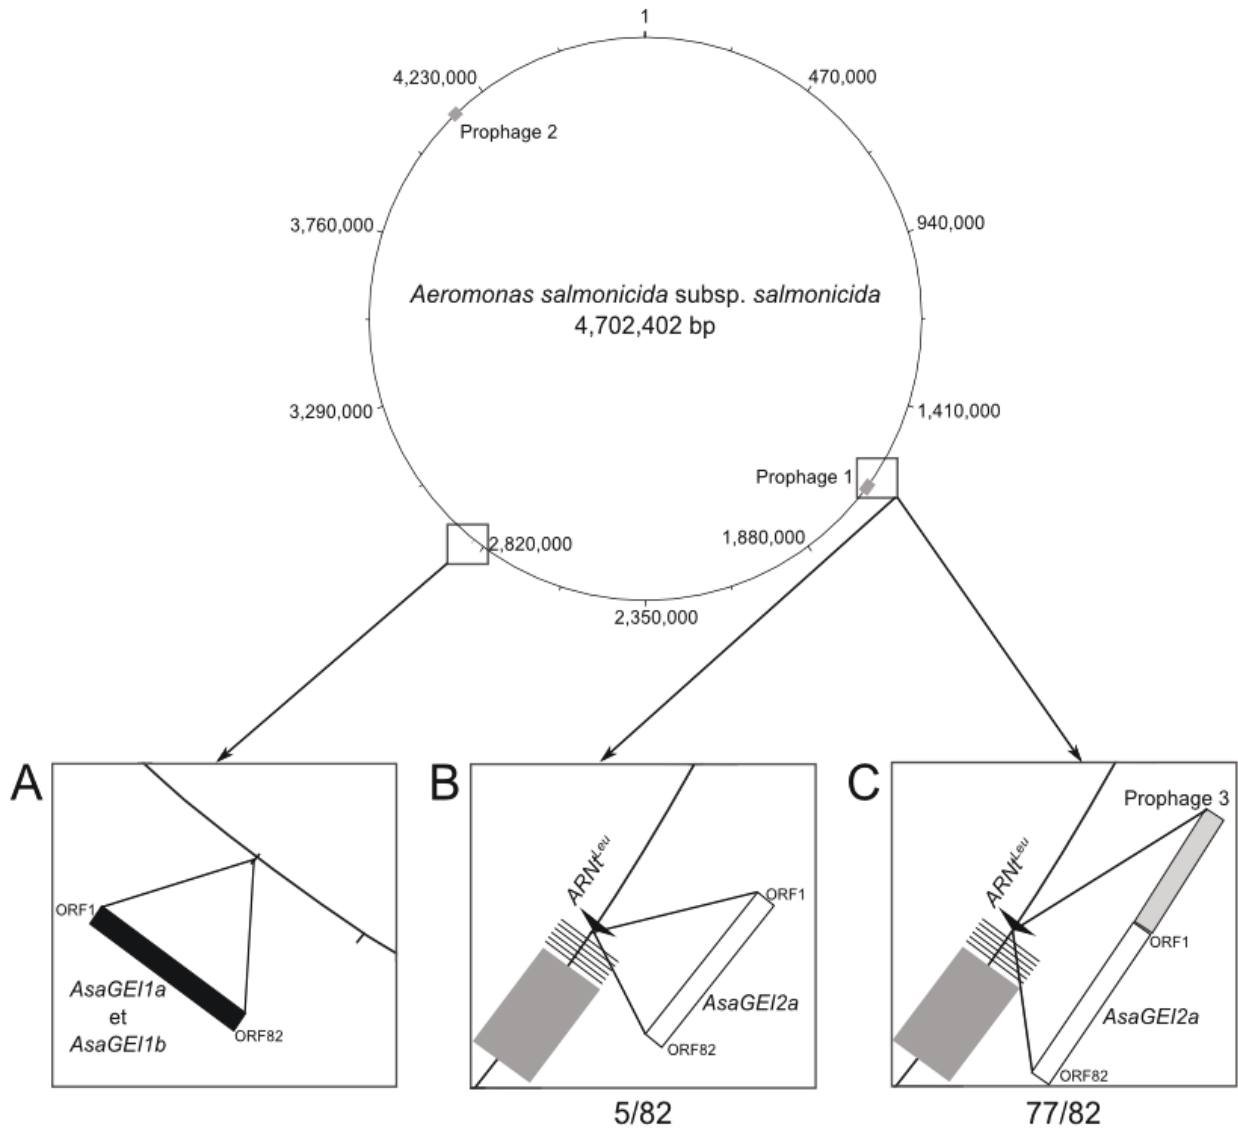 1
4,230,000
470,000
Prophage 2
3,760,000
940,000
Aeromonas salmonicida subsp. salmonicida
4,702,402 bp
3,290,000
1,410,000
Prophage 1
2,820,000
1,880,000
2,350,000
A
ORF1
AsaGEI1a
et
AsaGEI1b
ORF82
B
ARNtLeu
ORF1
AsaGEI2a
ORF82
5/82
C
Prophage 3
ARNtLeu
ORF1
AsaGEI2a
ORF82
77/82